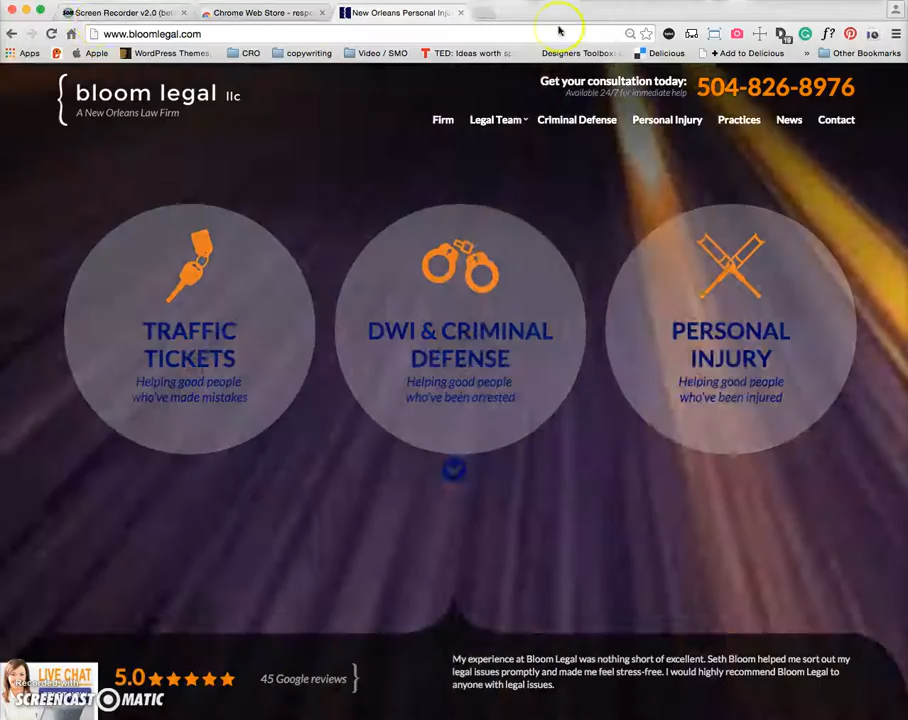 Screen Recorder v2.0 (beta
Chrome Web Store - respo
New Orleans Personal Inju
www.bloomlegal.com
Apps
Apple
WordPress Themes,
CRO
copywriting
Video / SMO
TED: Ideas worth sp
Designers Toolbox:
Delicious
+ Add to Delicious
»
Other Bookmarks
bloom legal llc
A New Orleans Law Firm
Get your consultation today:
Available 24/7 for immediate help
504-826-8976
Firm
Legal Team
Criminal Defense
Personal Injury
Practices
News
Contact
TRAFFIC
TICKETS
Helping good people
who've made mistakes
DWI & CRIMINAL
DEFENSE
Helping good people
who've been arrested
PERSONAL
INJURY
Helping good people
who've been injured
LIVE CHAT
Recorded with
SCREENCAST MATIC
5.0
45 Google reviews
My experience at Bloom Legal was nothing short of excellent. Seth Bloom helped me sort out my
legal issues promptly and made me feel stress-free. I would highly recommend Bloom Legal to
anyone with legal issues.